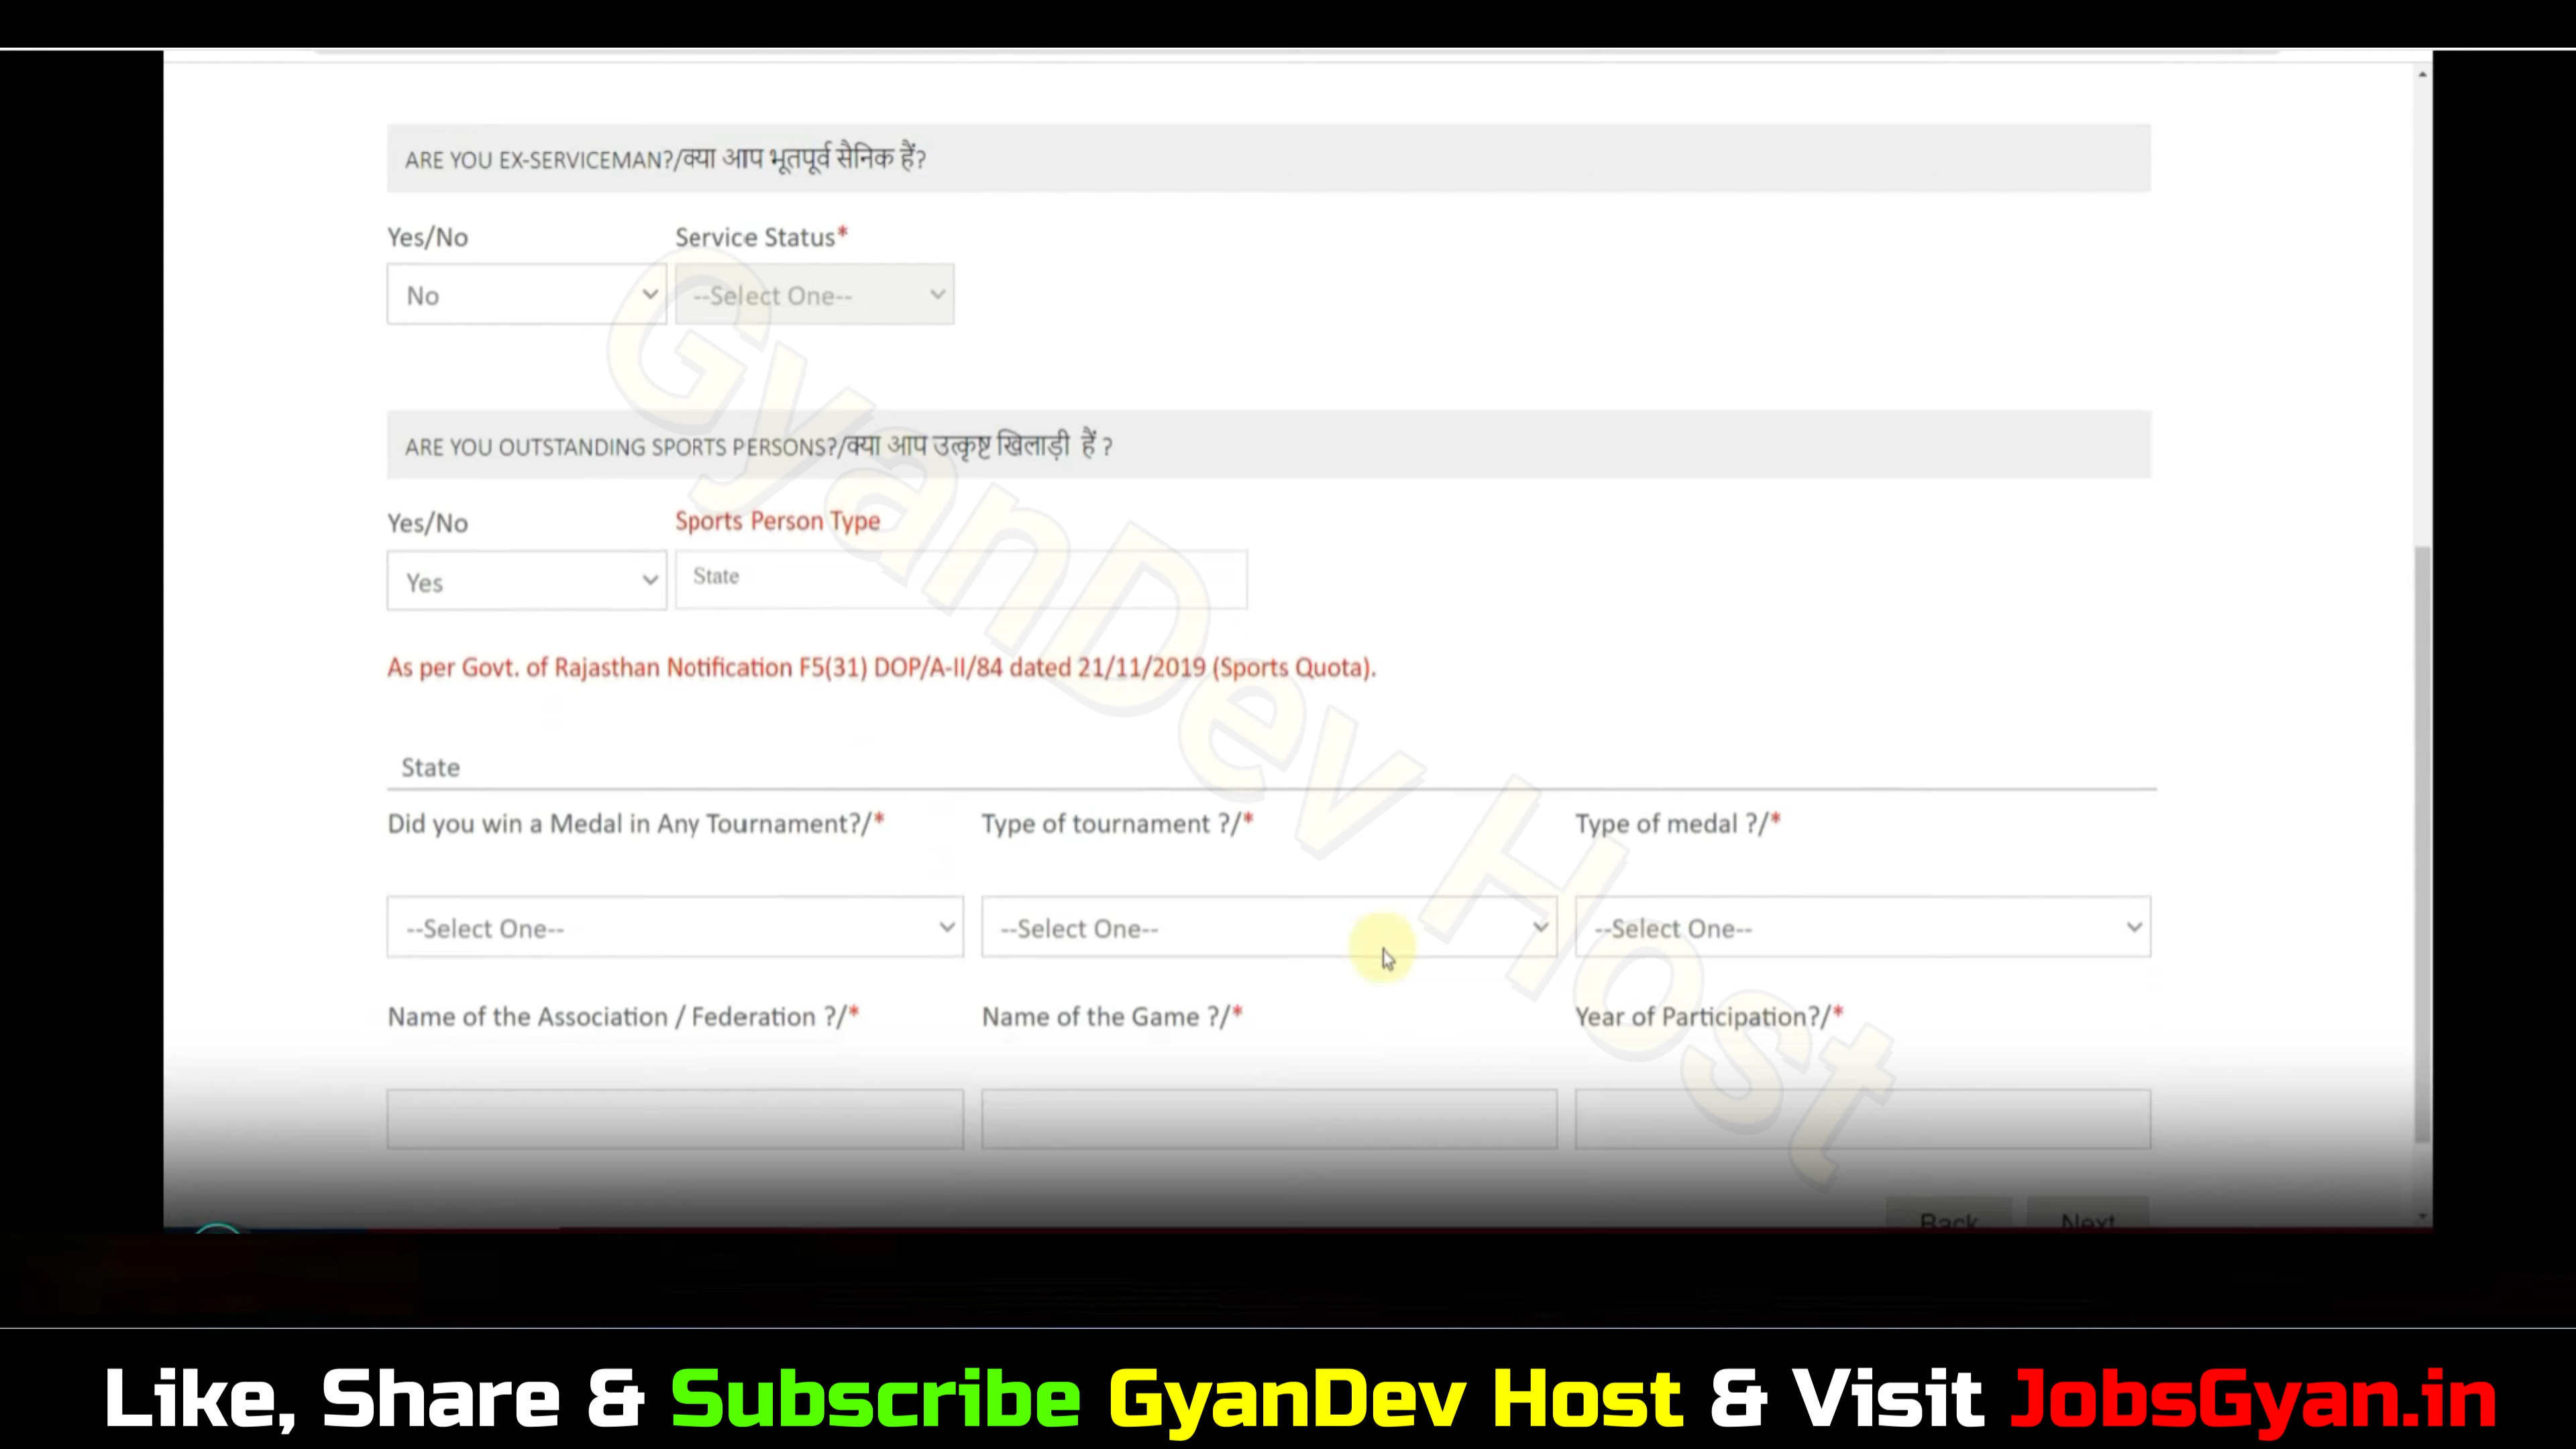 ARE YOU EX-SERVICEMAN?/क्या आप भूतपूर्व सैनिक हैं?
Yes/No Service Status*
No --Select One--
ARE YOU OUTSTANDING SPORTS PERSONS?/क्या आप उत्कृष्ट खिलाड़ी हैं ?
Yes/No Sports Person Type
Yes State
As per Govt. of Rajasthan Notification F5(31) DOP/A-II/84 dated 21/11/2019 (Sports Quota).
State
Did you win a Medal in Any Tournament?/* Type of tournament ?/* Type of medal ?/*
--Select One-- --Select One-- --Select One--
Name of the Association / Federation ?/* Name of the Game ?/* Year of Participation?/*
Back Next
GyanDev Host
Like, Share & Subscribe GyanDev Host & Visit JobsGyan.in